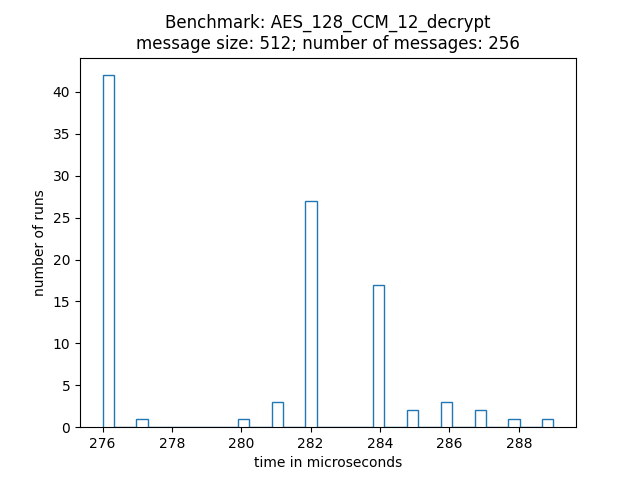 Benchmark: AES_128_CCM_12_decrypt
message size: 512; number of messages: 256
number of runs
40
35
30
25
20
15
10
5
0
276 278 280 282 284 286 288
time in microseconds